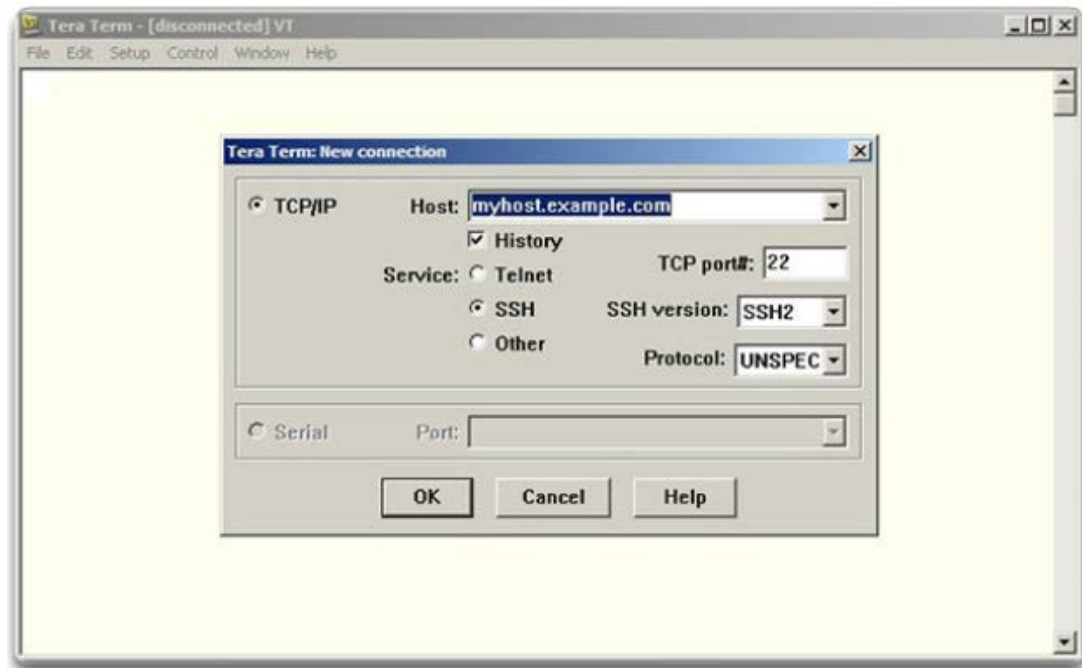 Tera Term - [disconnected] VT
File Edit Setup Control Window Help
Tera Term: New connection
TCP/IP Host: myhost.example.com
History
Service: Telnet TCP port#: 22
SSH SSH version: SSH2
Other Protocol: UNSPEC
Serial Port:
OK Cancel Help